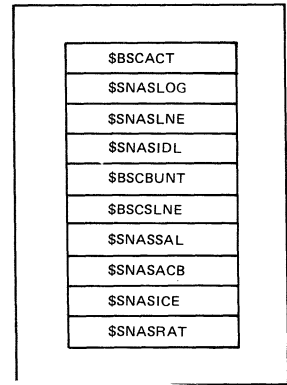 $BSCACT
$SNASLOG
$SNASLNE
$SNASIDL
$BSCBUNT
$BSCSLNE
$SNASSAL
$SNASACB
$SNASICE
$SNASRAT